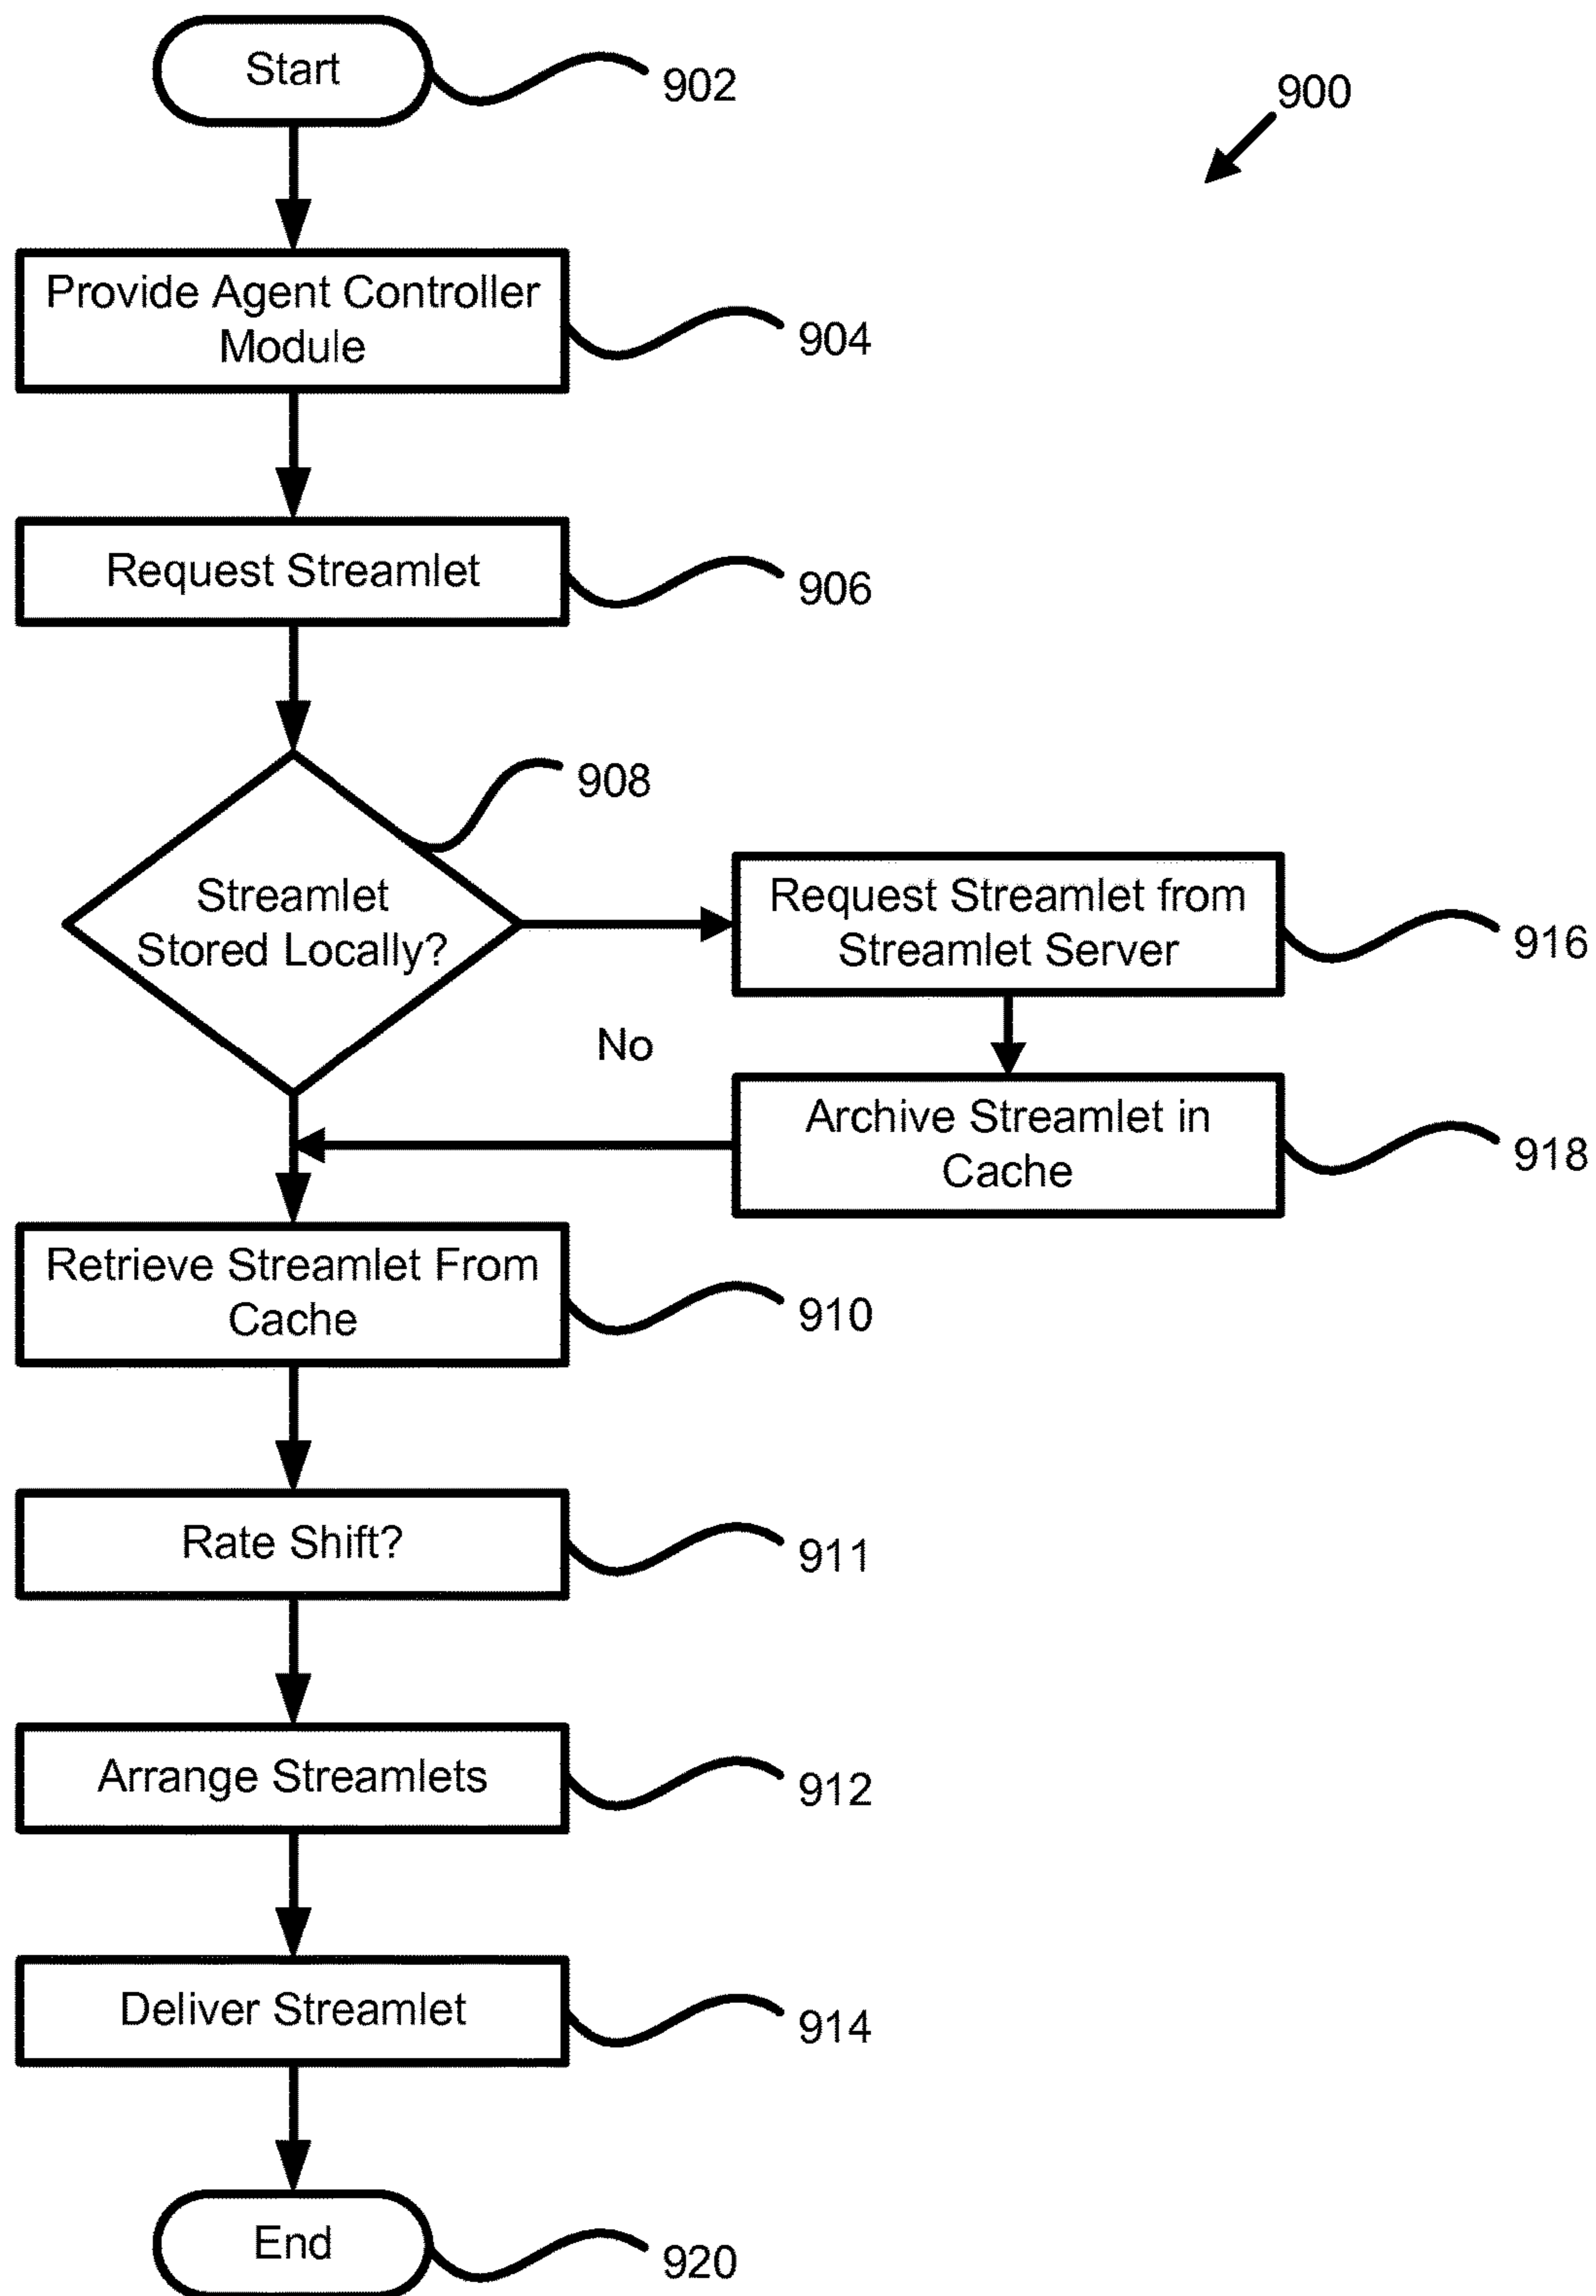 Start
902
900
Provide Agent Controller
Module
904
Request Streamlet
906
908
Streamlet
Stored Locally?
Request Streamlet from
Streamlet Server
916
No
Archive Streamlet in
Cache
918
Retrieve Streamlet From
Cache
910
Rate Shift?
911
Arrange Streamlets
912
Deliver Streamlet
914
End
920